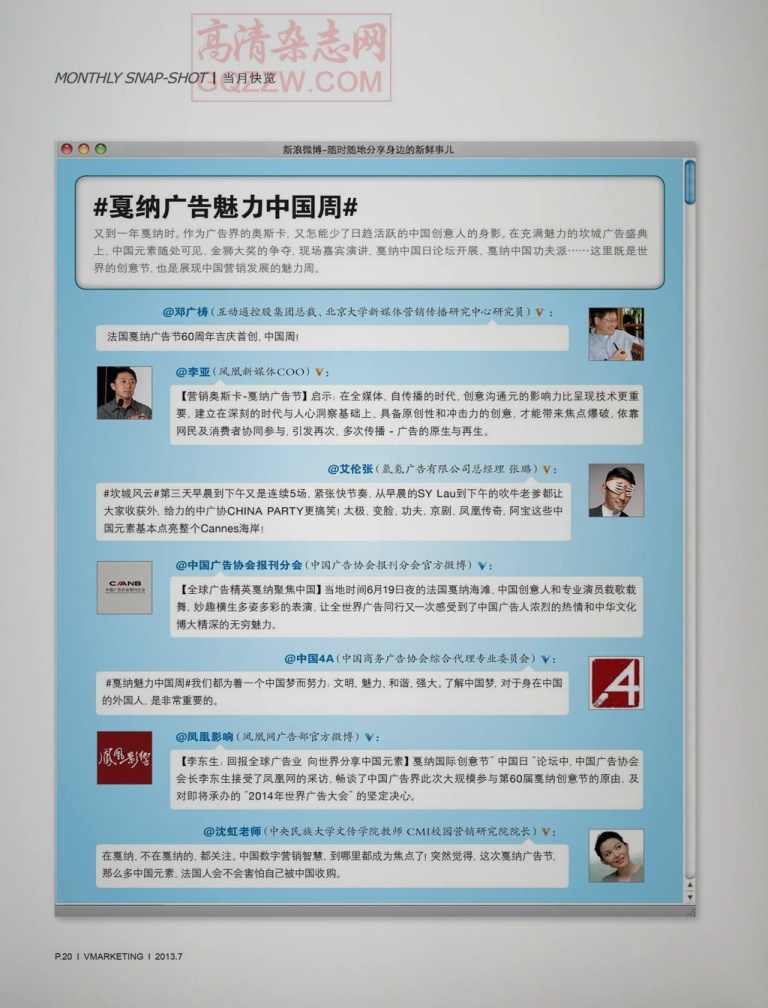 高清杂志网
GQZZW.COM
MONTHLY SNAP-SHOT | 当月快览
新浪微博-随时随地分享身边的新鲜事儿
#戛纳广告魅力中国周#
又到一年戛纳时。作为广告界的奥斯卡, 又怎能少了日趋活跃的中国创意人的身影。在充满魅力的坎城广告盛典
上, 中国元素随处可见, 金狮大奖的争夺, 现场嘉宾演讲, 戛纳中国日论坛开展, 戛纳中国功夫派……这里既是世
界的创意节, 也是展现中国营销发展的魅力周。
@邓广梼(互动通控股集团总裁、北京大学新媒体营销传播研究中心研究员) V :
法国戛纳广告节60周年吉庆首创, 中国周!
@李亚(凤凰新媒体COO) V :
【营销奥斯卡-戛纳广告节】启示: 在全媒体、自传播的时代, 创意沟通元的影响力比呈现技术更重
要, 建立在深刻的时代与人心洞察基础上、具备原创性和冲击力的创意, 才能带来焦点爆破, 依靠
网民及消费者协同参与, 引发再次、多次传播 - 广告的原生与再生。
@艾伦张(氩氪广告有限公司总经理 张璐) V :
#坎城风云#第三天早晨到下午又是连续5场, 紧张快节奏, 从早晨的SY Lau到下午的吹牛老爹都让
大家收获外, 给力的中广协CHINA PARTY更搞笑! 太极, 变脸, 功夫, 京剧, 凤凰传奇, 阿宝这些中
国元素基本点亮整个Cannes海岸!
@中国广告协会报刊分会(中国广告协会报刊分会官方微博) V :
CAANB
中国广告协会报刊分会
【全球广告精英戛纳聚焦中国】当地时间6月19日夜的法国戛纳海滩, 中国创意人和专业演员载歌载
舞, 妙趣横生多姿多彩的表演, 让全世界广告同行又一次感受到了中国广告人浓烈的热情和中华文化
博大精深的无穷魅力。
@中国4A(中国商务广告协会综合代理专业委员会) V :
4A
#戛纳魅力中国周#我们都为着一个中国梦而努力: 文明、魅力、和谐、强大。了解中国梦, 对于身在中国
的外国人, 是非常重要的。
@凤凰影响(凤凰网广告部官方微博) V :
凤凰影响
【李东生: 回报全球广告业 向世界分享中国元素】戛纳国际创意节“中国日”论坛中, 中国广告协会
会长李东生接受了凤凰网的采访, 畅谈了中国广告界此次大规模参与第60届戛纳创意节的原由, 及
对即将承办的“2014年世界广告大会”的坚定决心。
@沈虹老师(中央民族大学文传学院教师 CMI校园营销研究院院长) V :
在戛纳, 不在戛纳的, 都关注。中国数字营销智慧, 到哪里都成为焦点了! 突然觉得, 这次戛纳广告节,
那么多中国元素, 法国人会不会害怕自己被中国收购。
P.20 | VMARKETING | 2013.7